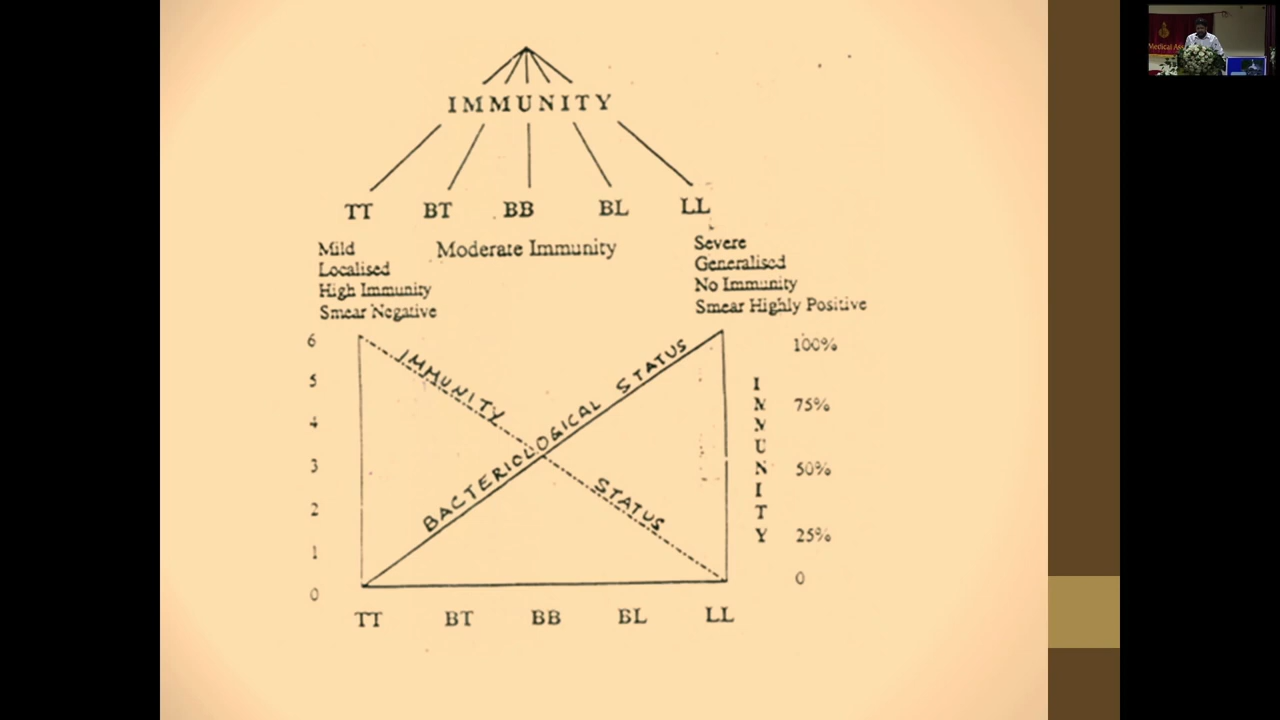 IMMUNITY
TT BT BB BL LL
Mild
Localised
High Immunity
Smear Negative
Moderate Immunity
Severe
Generalised
No Immunity
Smear Highly Positive
6
5
4
3
2
1
0
IMMUNITY STATUS
BACTERIOLOGICAL STATUS
IMMUNITY
100%
75%
50%
25%
0
TT BT BB BL LL
Medical